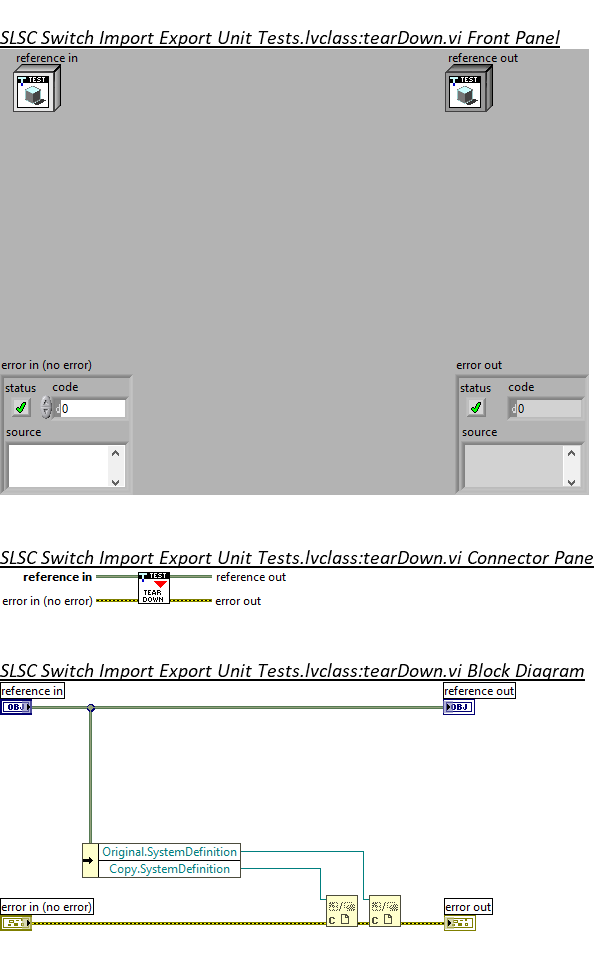 SLSC Switch Import Export Unit Tests.lvclass:tearDown.vi Front Panel
reference in
reference out
TEST
TEST
error in (no error)
error out
status
code
status
code
d 0
d 0
source
source
SLSC Switch Import Export Unit Tests.lvclass:tearDown.vi Connector Pane
reference in
TEST
reference out
TEAR
error in (no error)
DOWN
error out
SLSC Switch Import Export Unit Tests.lvclass:tearDown.vi Block Diagram
reference in
reference out
OBJ
OBJ
Original.SystemDefinition
Copy.SystemDefinition
error in (no error)
error out
C
C